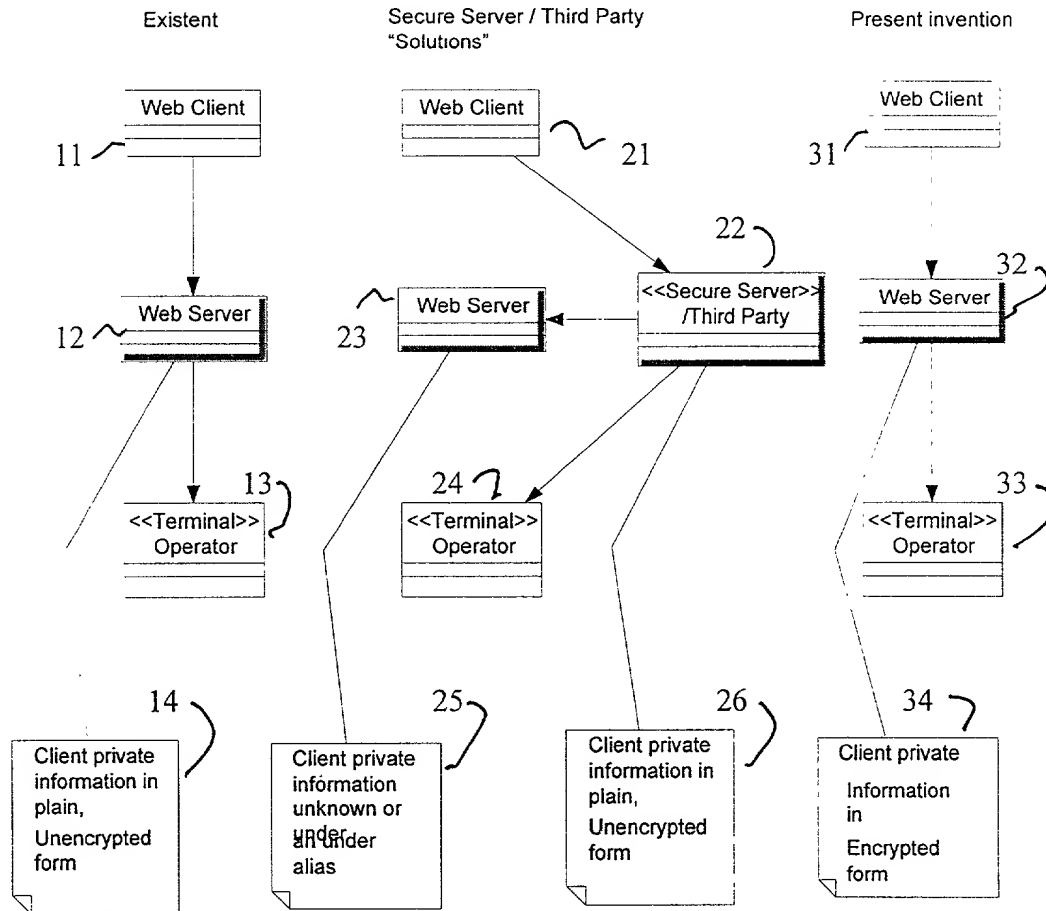 Existent
Secure Server / Third Party
"Solutions"
Present invention
Web Client
11
Web Client
21
Web Client
31
22
Web Server
12
23
Web Server
<<Secure Server>>
/Third Party
Web Server
32
13
<<Terminal>>
Operator
24
<<Terminal>>
Operator
33
<<Terminal>>
Operator
14
Client private
information in
plain,
Unencrypted
form
25
Client private
information
unknown or
under
an under
alias
26
Client private
information in
plain,
Unencrypted
form
34
Client private
Information
in
Encrypted
form